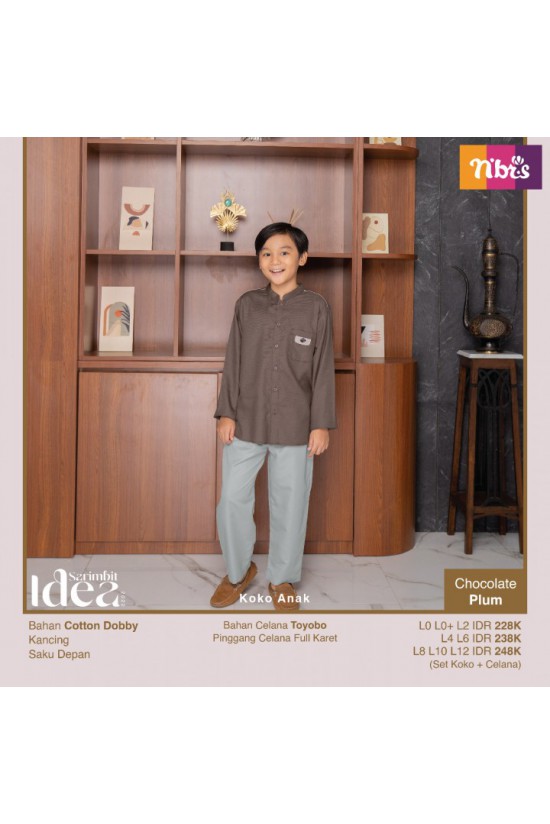 nibr's
Sarimbit
Idea
Koko Anak
Chocolate
Plum
Bahan Cotton Dobby
Kancing
Saku Depan
Bahan Celana Toyobo
Pinggang Celana Full Karet
L0 L0+ L2 IDR 228K
L4 L6 IDR 238K
L8 L10 L12 IDR 248K
(Set Koko + Celana)